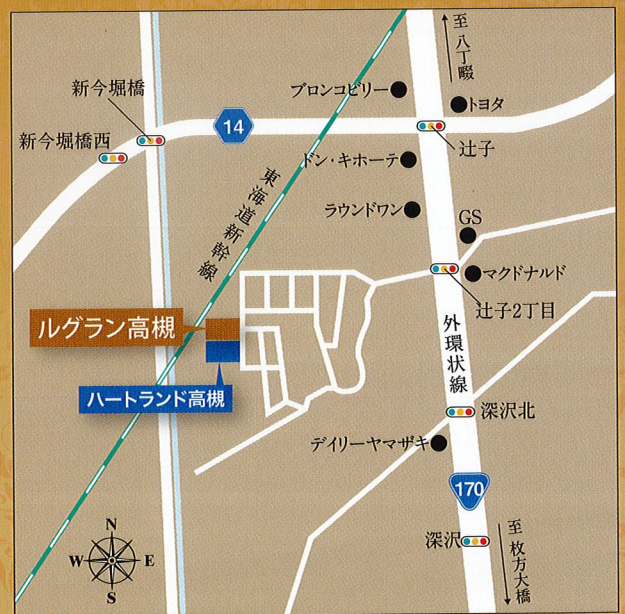 至 八丁畷
ブロンコビリー
トヨタ
新今堀橋
14
新今堀橋西
辻子
ドン・キホーテ
東海道新幹線
ラウンドワン
GS
マクドナルド
辻子2丁目
ルグラン高槻
外環状線
ハートランド高槻
深沢北
デイリーヤマザキ
170
深沢
至 枚方大橋
N
W E
S